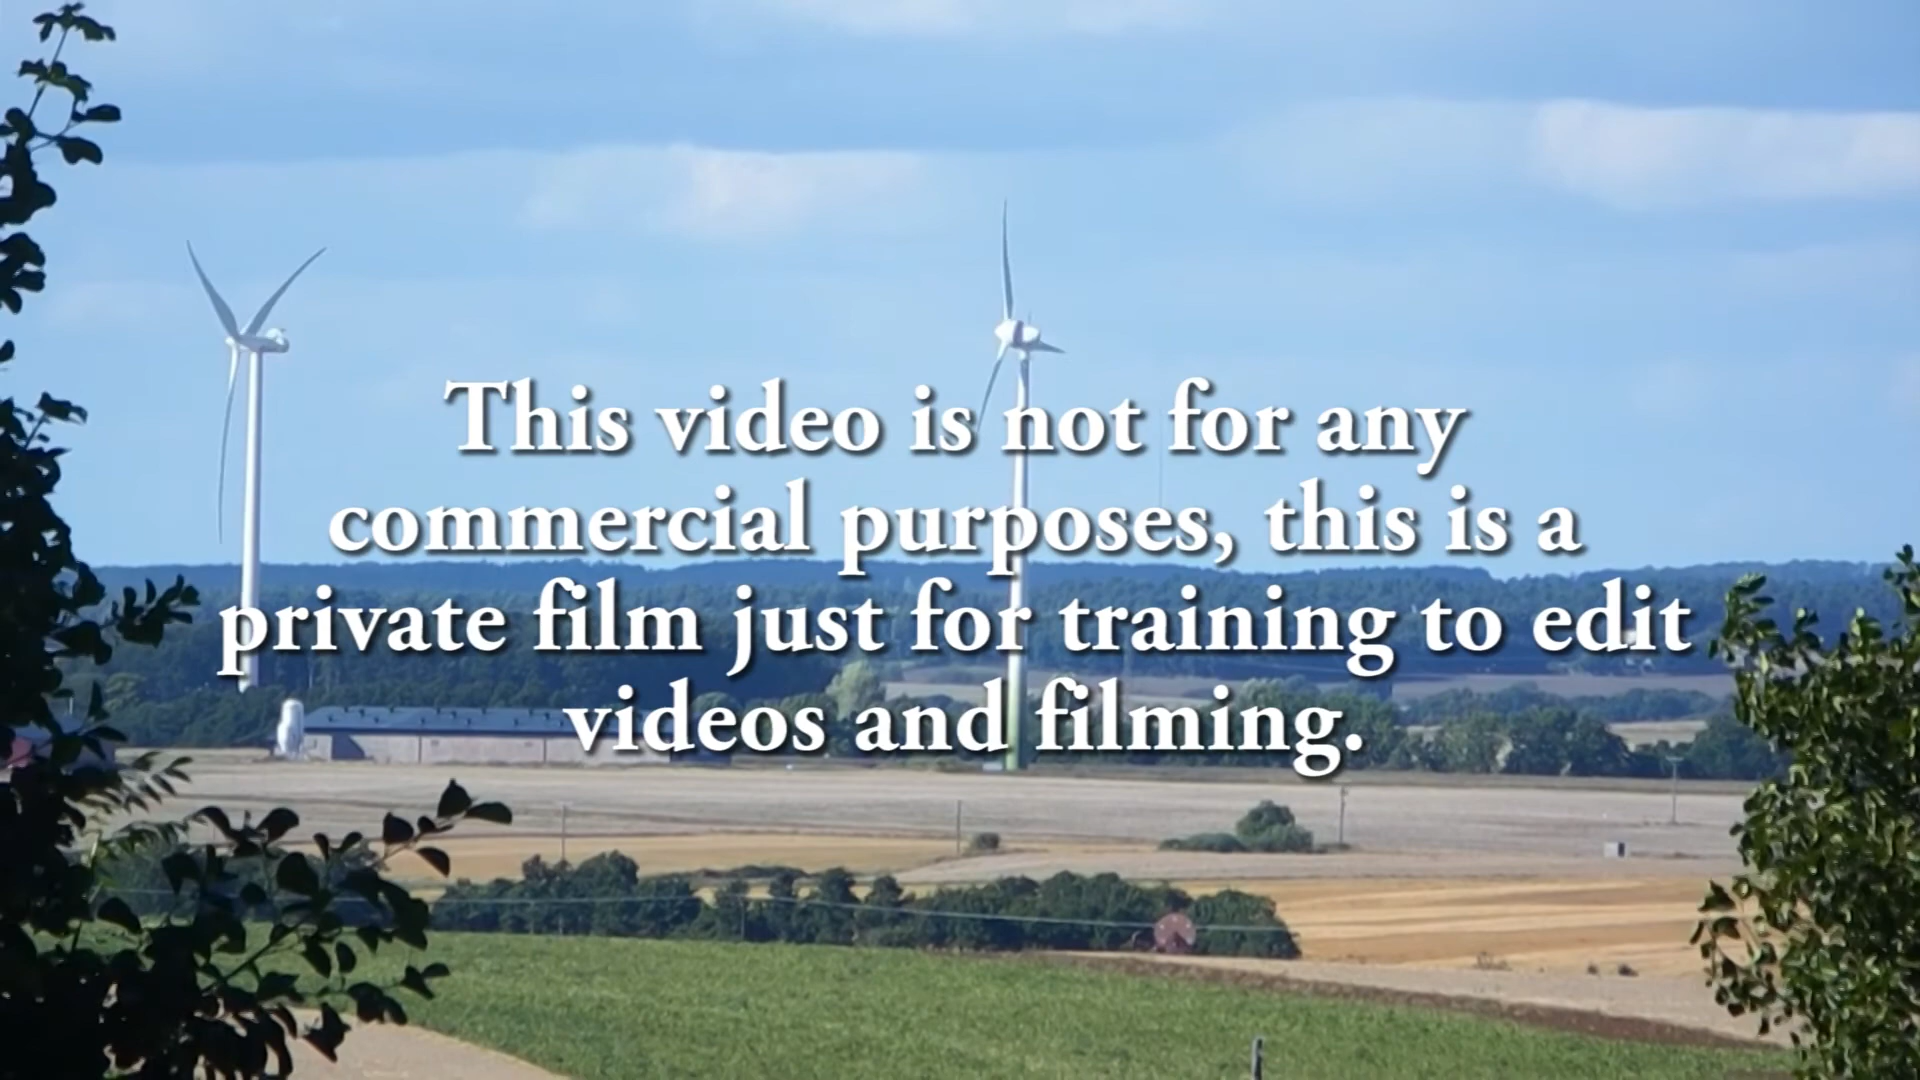 This video is not for any
commercial purposes, this is a
private film just for training to edit
videos and filming.